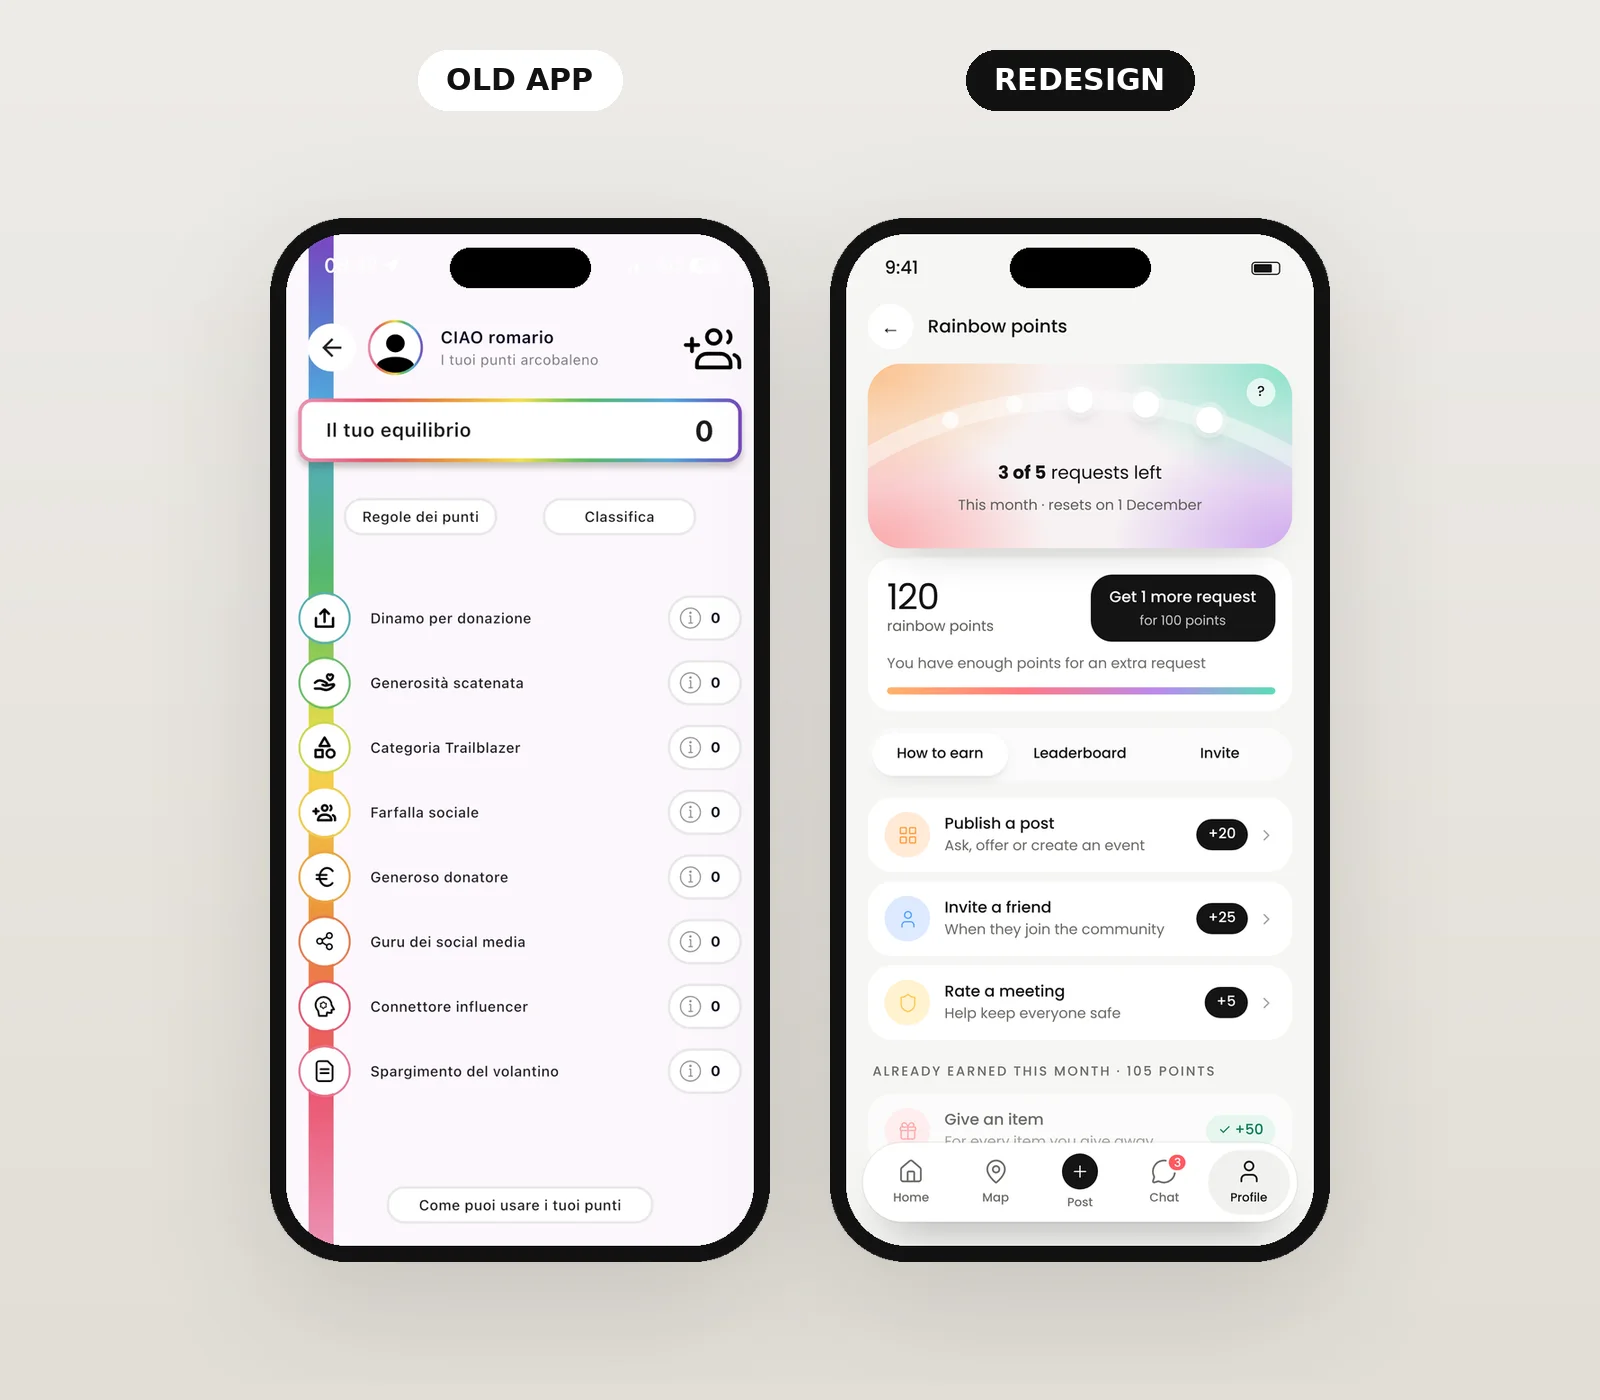 OLD APP
REDESIGN
CIAO romario
I tuoi punti arcobaleno
Il tuo equilibrio
0
Regole dei punti
Classifica
Dinamo per donazione
0
Generosità scatenata
0
Categoria Trailblazer
0
Farfalla sociale
0
Generoso donatore
0
Guru dei social media
0
Connettore influencer
0
Spargimento del volantino
0
Come puoi usare i tuoi punti
9:41
Rainbow points
?
3 of 5 requests left
This month · resets on 1 December
120
rainbow points
Get 1 more request
for 100 points
You have enough points for an extra request
How to earn
Leaderboard
Invite
Publish a post
Ask, offer or create an event
+20
Invite a friend
When they join the community
+25
Rate a meeting
Help keep everyone safe
+5
ALREADY EARNED THIS MONTH · 105 POINTS
Give an item
For every item you give away
+50
Home
Map
Post
3
Chat
Profile